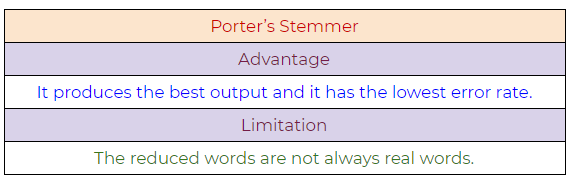 Porter’s Stemmer
Advantage
It produces the best output and it has the lowest error rate.
Limitation
The reduced words are not always real words.